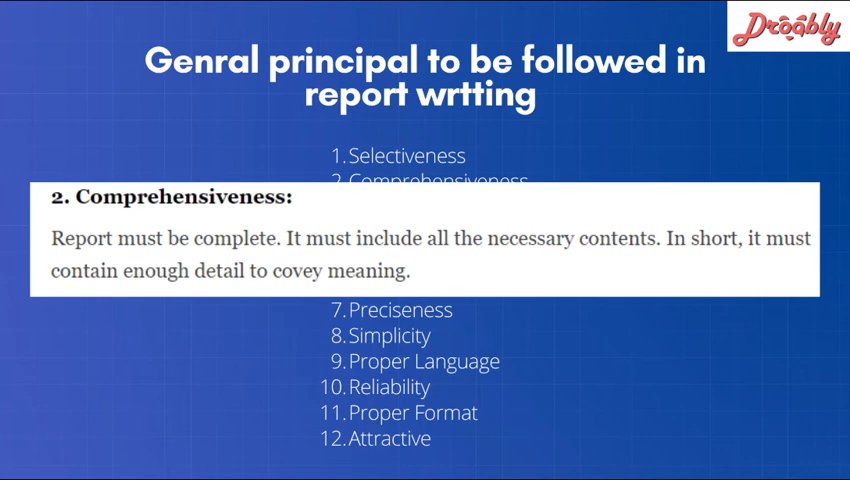 Droobly
Genral principal to be followed in
report wrtting
1. Selectiveness
2. Comprehensiveness
2. Comprehensiveness:
Report must be complete. It must include all the necessary contents. In short, it must
contain enough detail to covey meaning.
7. Preciseness
8. Simplicity
9. Proper Language
10. Reliability
11. Proper Format
12. Attractive